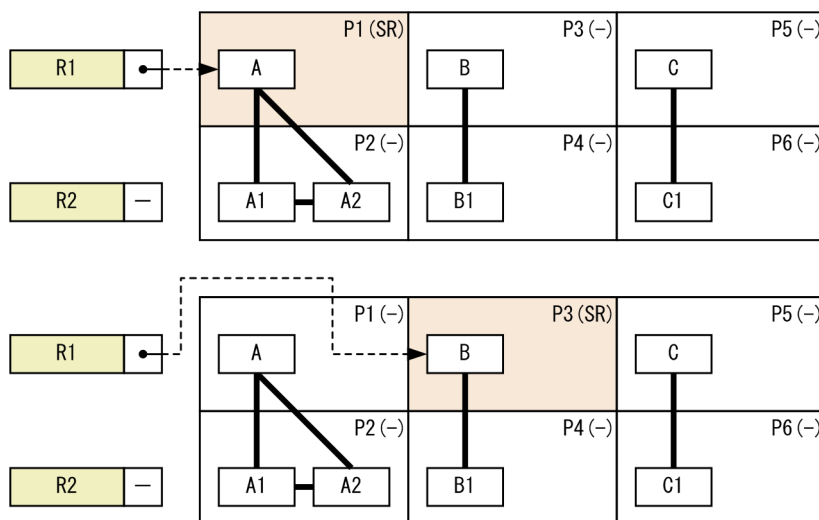 P1(SR) P3(-) P5(-)
R1 A B C
P2(-) P4(-) P6(-)
R2 - A1 A2 B1 C1
P1(-) P3(SR) P5(-)
R1 A B C
P2(-) P4(-) P6(-)
R2 - A1 A2 B1 C1